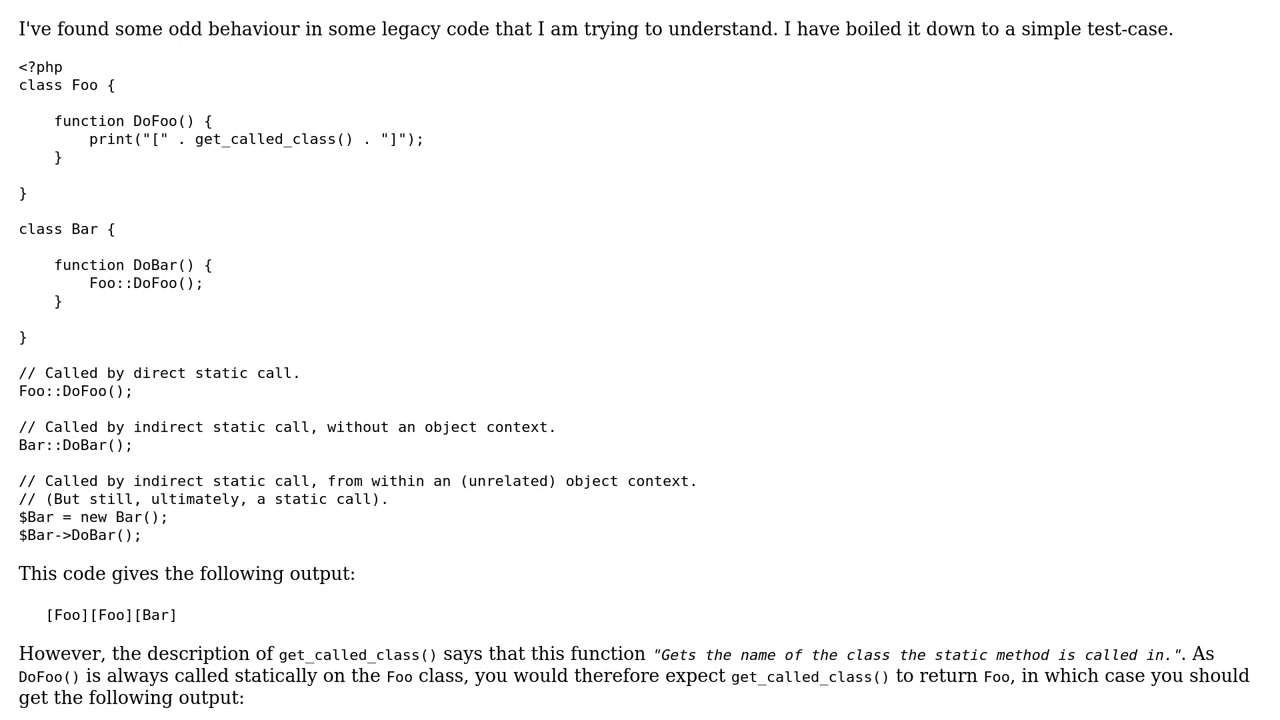 I've found some odd behaviour in some legacy code that I am trying to understand. I have boiled it down to a simple test-case.
<?php
class Foo {
    function DoFoo() {
        print("[" . get_called_class() . "]");
    }
}
class Bar {
    function DoBar() {
        Foo::DoFoo();
    }
}
// Called by direct static call.
Foo::DoFoo();
// Called by indirect static call, without an object context.
Bar::DoBar();
// Called by indirect static call, from within an (unrelated) object context.
// (But still, ultimately, a static call).
$Bar = new Bar();
$Bar->DoBar();
This code gives the following output:
[Foo][Foo][Bar]
However, the description of get_called_class() says that this function "Gets the name of the class the static method is called in.". As
DoFoo() is always called statically on the Foo class, you would therefore expect get_called_class() to return Foo, in which case you should
get the following output: